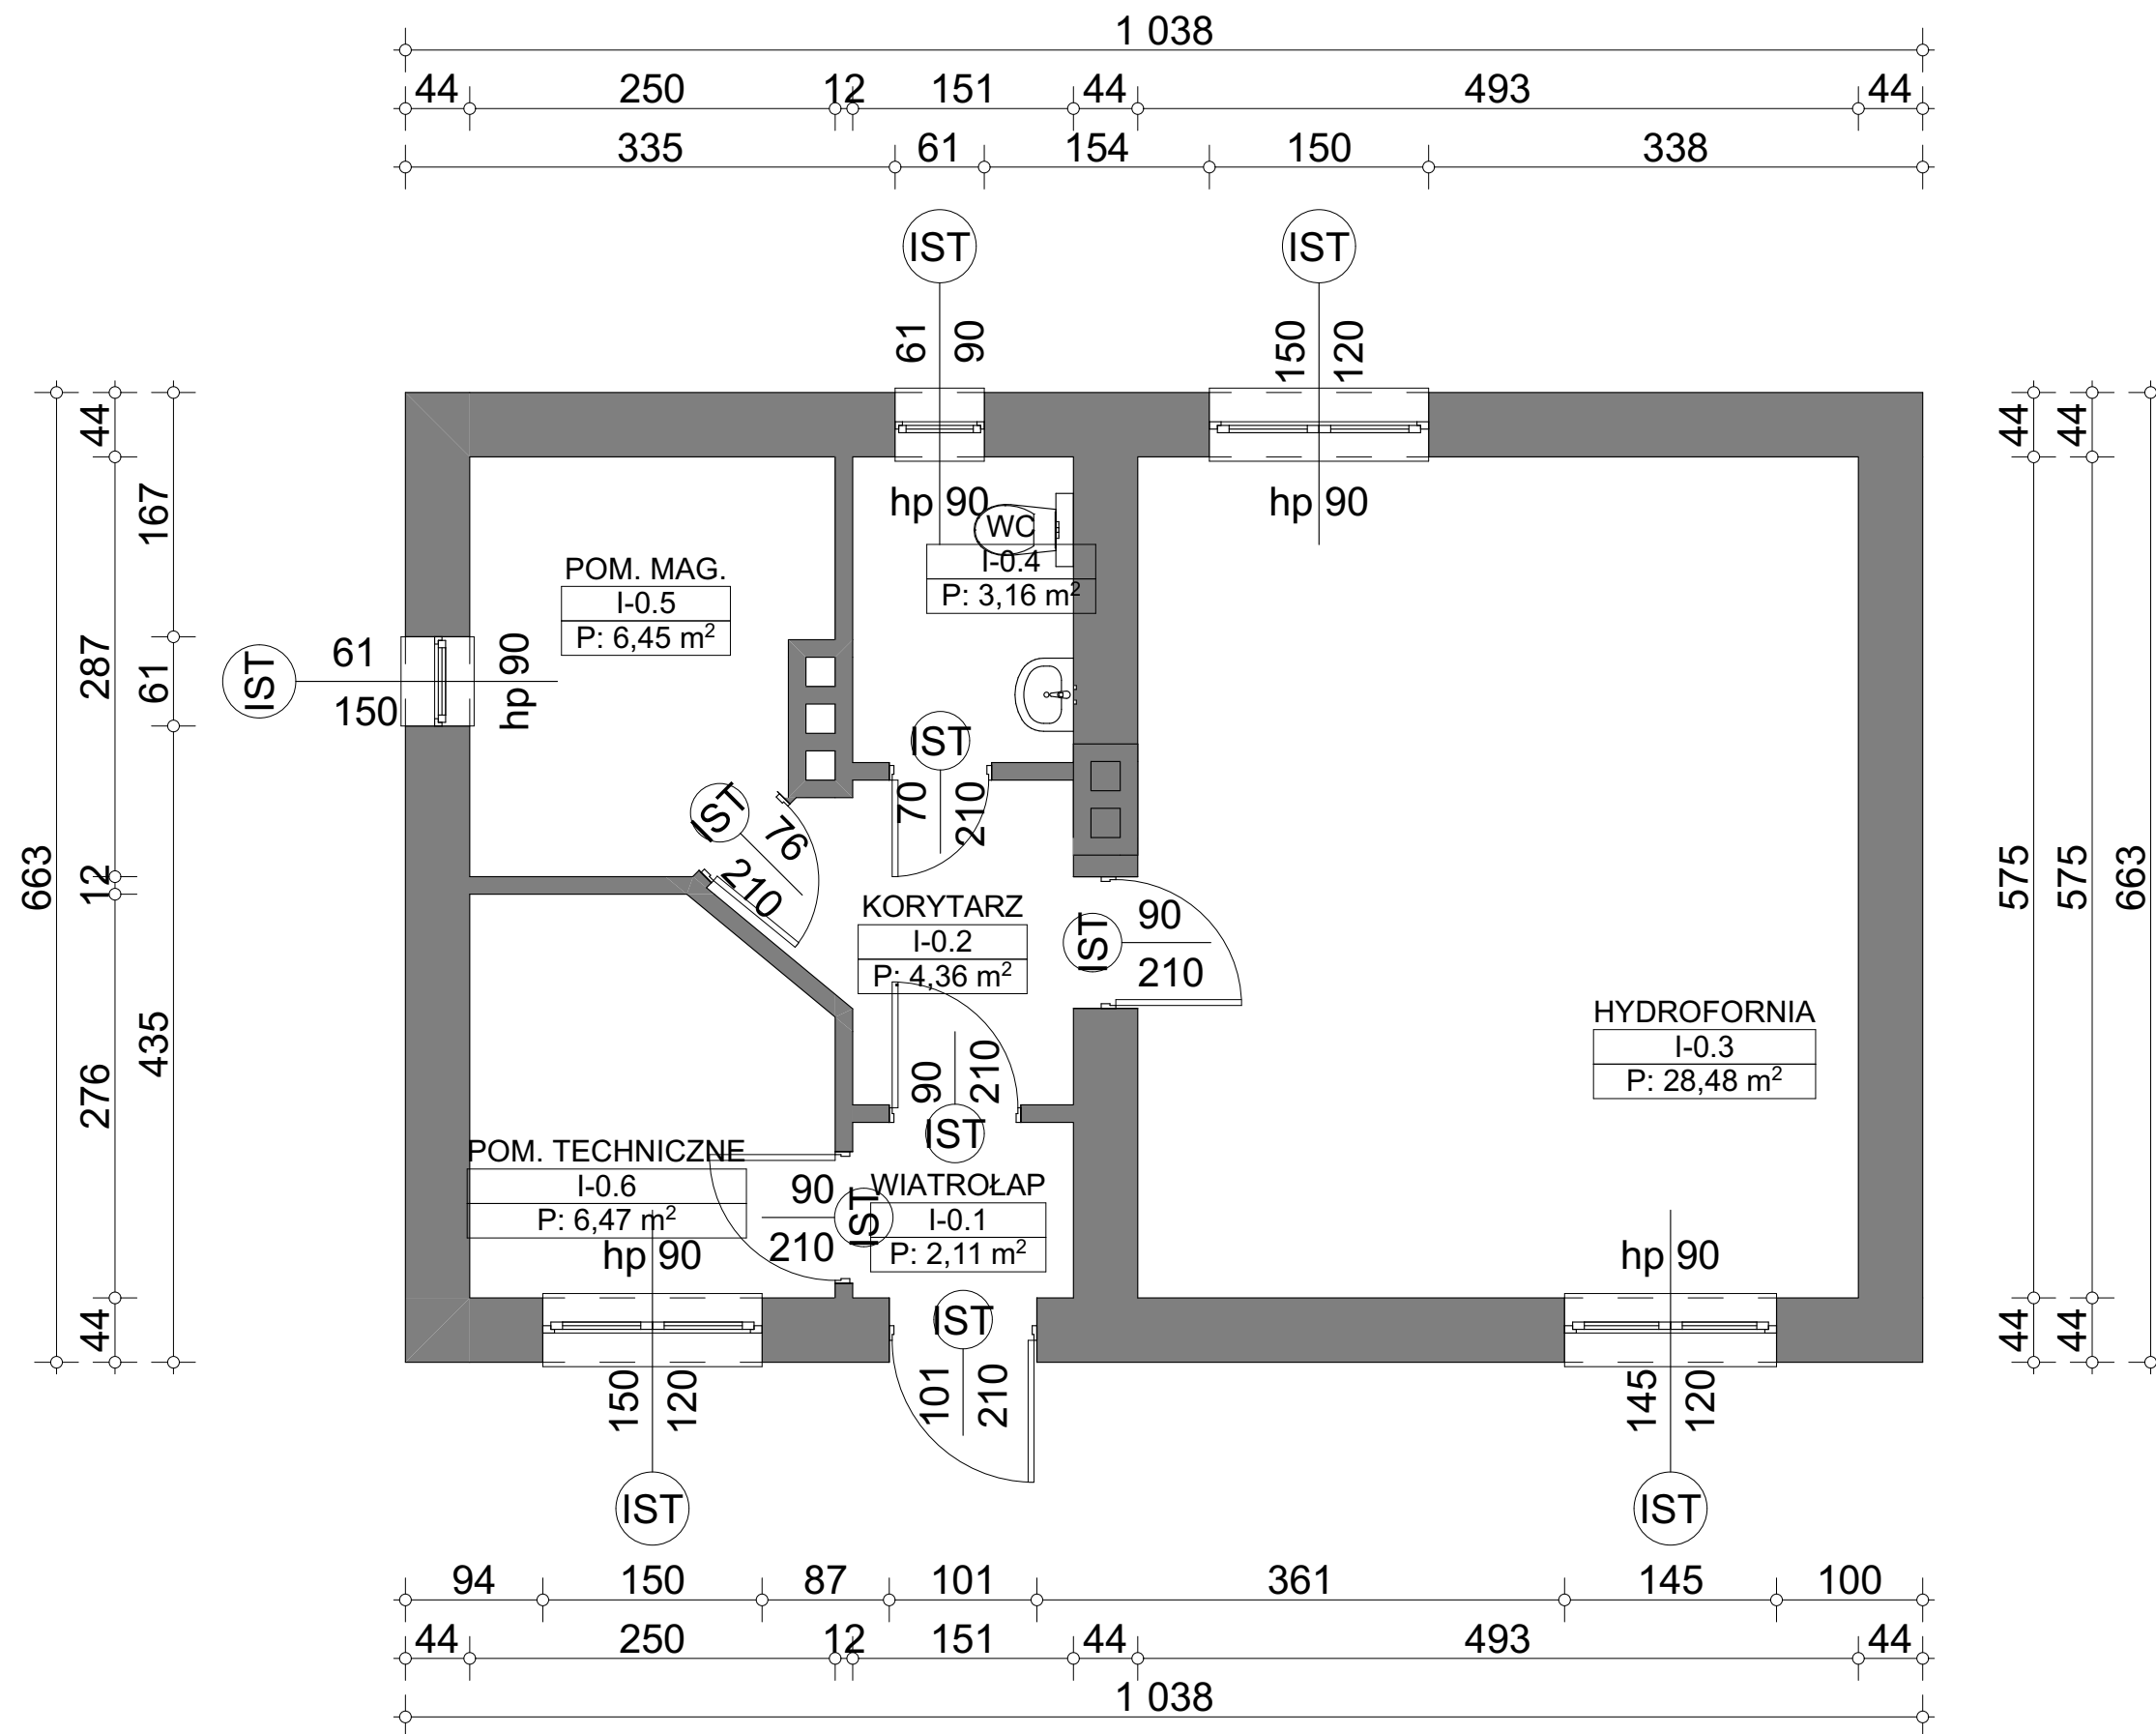 1 038
44 250 12 151 44 493 44
335 61 154 150 338
IST IST
61 90 150 120
hp 90 hp 90
WC
I-0.4
P: 3,16 m²
POM. MAG.
I-0.5
P: 6,45 m²
IST
61
150
hp 90
IST
70 210
IST
76
210
KORYTARZ
I-0.2
P: 4,36 m²
IST
90
210
HYDROFORNIA
I-0.3
P: 28,48 m²
90 210
IST
POM. TECHNICZNE
I-0.6
P: 6,47 m²
90
210
IST
WIATROŁAP
I-0.1
P: 2,11 m²
hp 90
hp 90
IST
101 210
150 120
145 120
IST IST
663
44 287 12 276 44
167 61 435
44 575 44
44 575 44
663
94 150 87 101 361 145 100
44 250 12 151 44 493 44
1 038